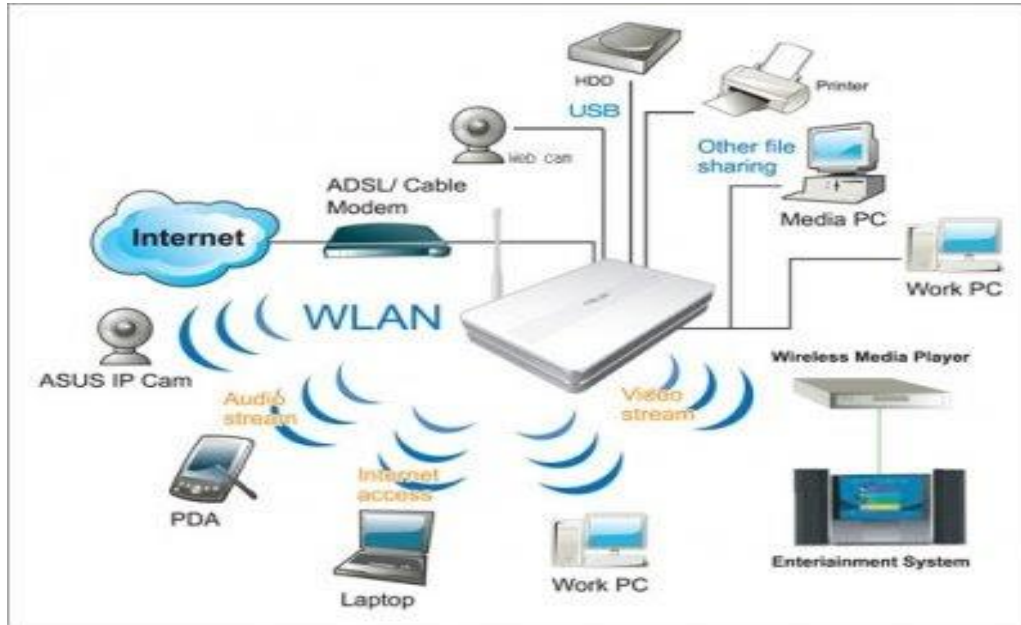 HDD
USB
Printer
Web cam
Other file
sharing
ADSL/ Cable
Modem
Media PC
Internet
Work PC
WLAN
ASUS IP Cam
Wireless Media Player
Audio
stream
Video
stream
PDA
Internet
access
Laptop
Work PC
Enteriainment System